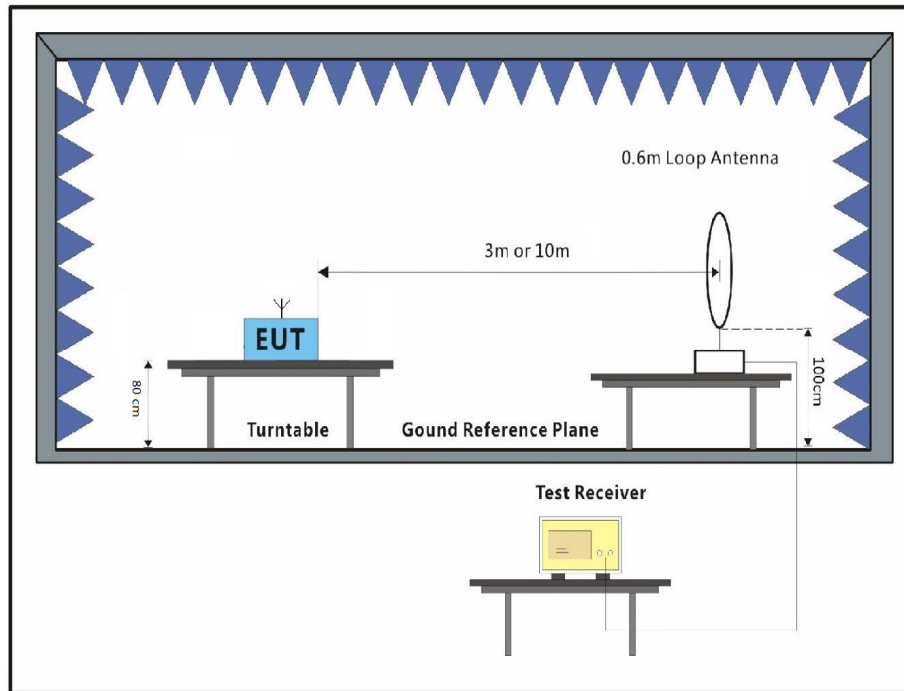 0.6m Loop Antenna
3m or 10m
EUT
80 cm
100cm
Turntable
Gound Reference Plane
Test Receiver